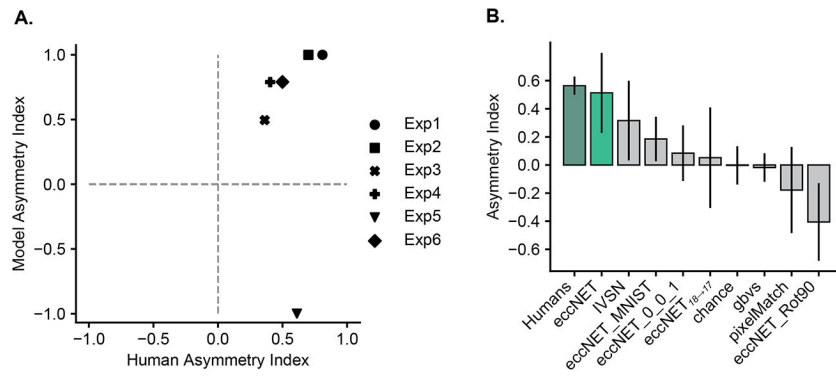 A.
Model Asymmetry Index
1.0
0.5
0.0
−0.5
−1.0
−1.0
−0.5
0.0
0.5
1.0
Human Asymmetry Index
Exp1
Exp2
Exp3
Exp4
Exp5
Exp6
B.
Asymmetry Index
0.6
0.4
0.2
0.0
−0.2
−0.4
−0.6
Humans
eccNET
IVSN
eccNET_MNIST
eccNET_0_0_1
eccNET18→17
chance
gbvs
pixelMatch
eccNET_Rot90